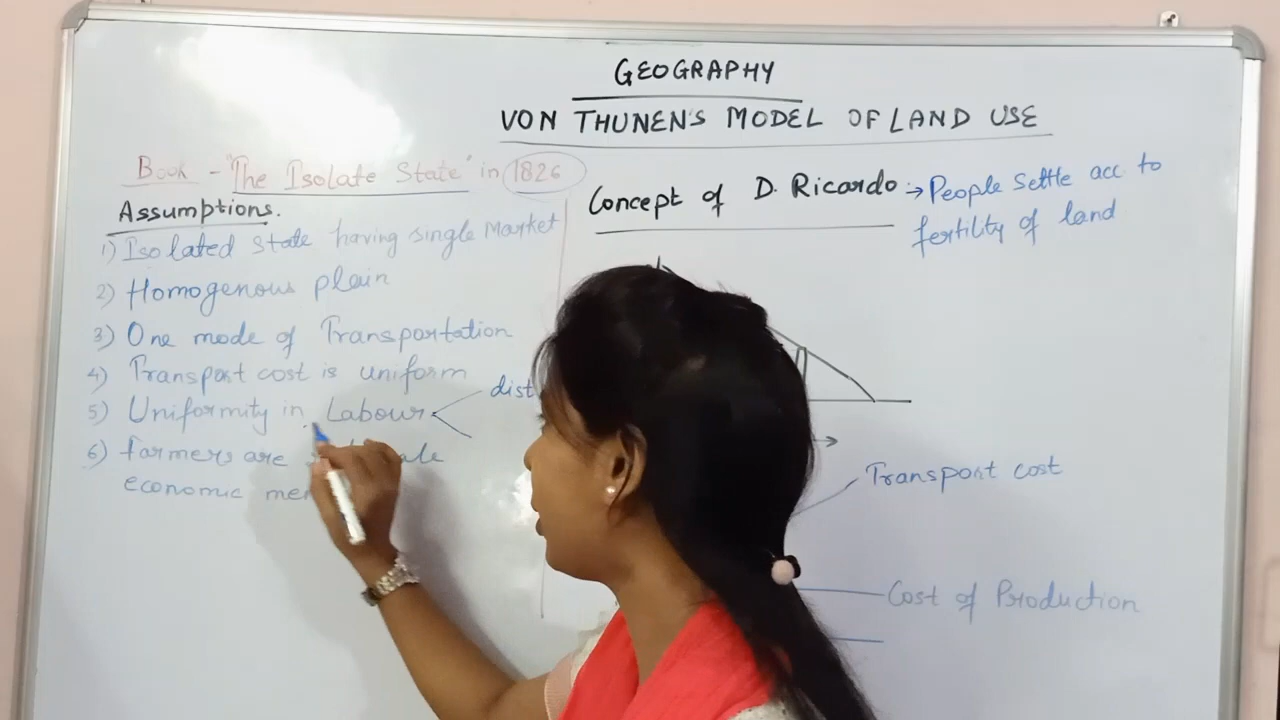 GEOGRAPHY
VON THUNEN'S MODEL OF LAND USE
Book - "The Isolate State" in 1826
Assumptions.
1) Isolated state having single Market
2) Homogenous plain
3) One mode of Transportation
4) Transport cost is uniform
5) Uniformity in Labour
dist
6) farmers are
economic
Concept of D. Ricardo :→ People settle acc to
fertility of land
Transport cost
Cost of Production